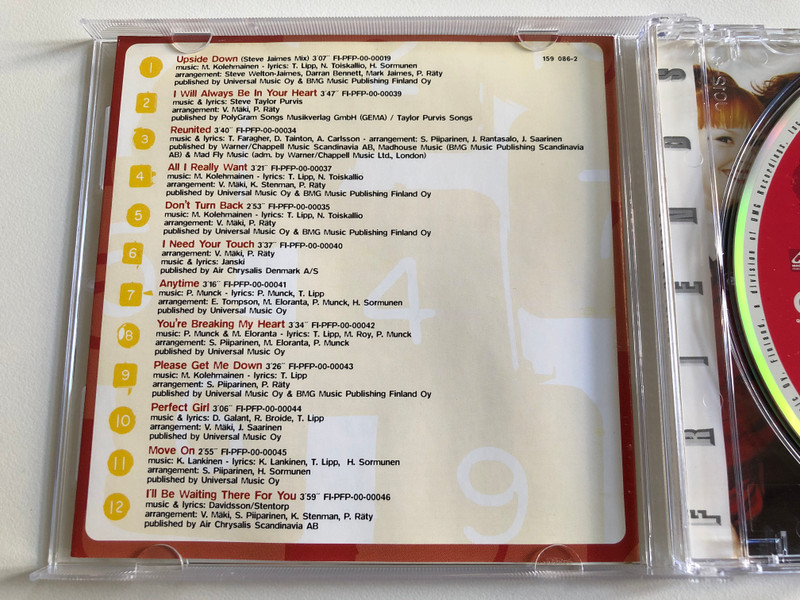 1 Upside Down (Steve Jaimes Mix) 3´07´´ FI-PFP-00-00019 159 086-2
music: M. Kolehmainen - lyrics: T. Lipp, N. Toiskallio, H. Sormunen
arrangement: Steve Welton-Jaimes, Darran Bennett, Mark Jaimes, P. Räty
published by Universal Music Oy & BMG Music Publishing Finland Oy
2 I Will Always Be In Your Heart 3´47´´ FI-PFP-00-00039
music & lyrics: Steve Taylor Purvis
arrangement: V. Mäki, P. Räty
published by PolyGram Songs Musikverlag GmbH (GEMA) / Taylor Purvis Songs
3 Reunited 3´40´´ FI-PFP-00-00034
music & lyrics: T. Faragher, D. Tainton, A. Carlsson - arrangement: S. Piiparinen, J. Rantasalo, J. Saarinen
published by Warner/Chappell Music Scandinavia AB, Madhouse Music (BMG Music Publishing Scandinavia
AB) & Mad Fly Music (adm. by Warner/Chappell Music Ltd., London)
4 All I Really Want 3´21´´ FI-PFP-00-00037
music: M. Kolehmainen - lyrics: T. Lipp, N. Toiskallio
arrangement: V. Mäki, K. Stenman, P. Räty
published by Universal Music Oy & BMG Music Publishing Finland Oy
5 Don't Turn Back 2´53´´ FI-PFP-00-00035
music: M. Kolehmainen - lyrics: T. Lipp, N. Toiskallio
arrangement: V. Mäki, P. Räty
published by Universal Music Oy & BMG Music Publishing Finland Oy
6 I Need Your Touch 3´37´´ FI-PFP-00-00040
arrangement: V. Mäki, P. Räty
music & lyrics: Janski
published by Air Chrysalis Denmark A/S
7 Anytime 3´16´´ FI-PFP-00-00041
music: P. Munck - lyrics: P. Munck, T. Lipp
arrangement: E. Tompson, M. Eloranta, P. Munck, H. Sormunen
published by Universal Music Oy
8 You're Breaking My Heart 3´34´´ FI-PFP-00-00042
music: P. Munck & M. Eloranta - lyrics: T. Lipp, M. Roy, P. Munck
arrangement: S. Piiparinen, M. Eloranta, P. Munck
published by Universal Music Oy
9 Please Get Me Down 3´26´´ FI-PFP-00-00043
music: M. Kolehmainen - lyrics: T. Lipp
arrangement: S. Piiparinen, P. Räty
published by Universal Music Oy & BMG Music Publishing Finland Oy
10 Perfect Girl 3´06´´ FI-PFP-00-00044
music & lyrics: D. Galant, R. Broide, T. Lipp
arrangement: V. Mäki, J. Saarinen
published by Universal Music Oy
11 Move On 2´55´´ FI-PFP-00-00045
music: K. Lankinen - lyrics: K. Lankinen, T. Lipp, H. Sormunen
arrangement: S. Piiparinen, H. Sormunen
published by Universal Music Oy
12 I'll Be Waiting There For You 3´59´´ FI-PFP-00-00046
music & lyrics: Davidsson/Stentorp
arrangement: V. Mäki, S. Piiparinen, K. Stenman, P. Räty
published by Air Chrysalis Scandinavia AB
4
9
FRIENDS
Finland, a division of UMG Recordings, Inc